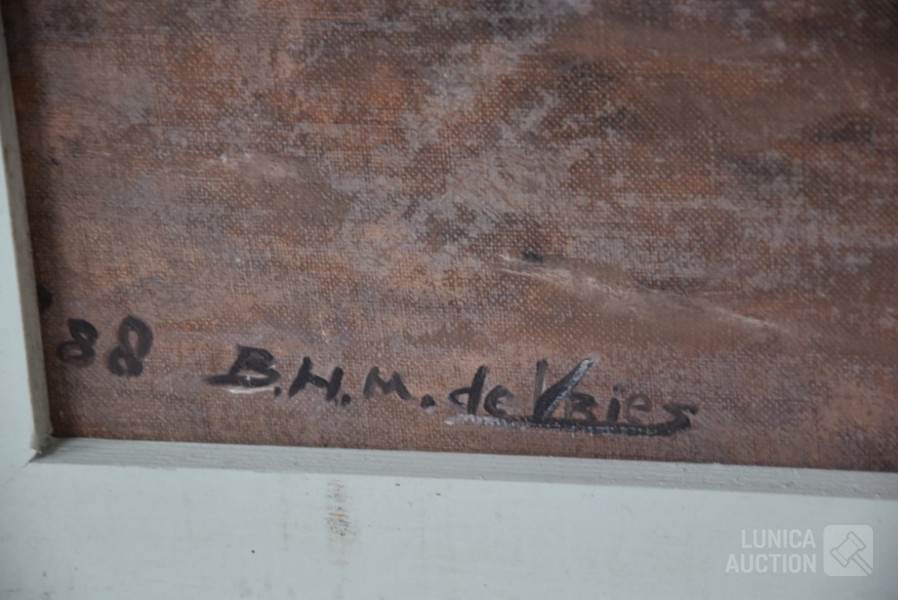 '88 B.H.M. de Vries
LUNICA
AUCTION